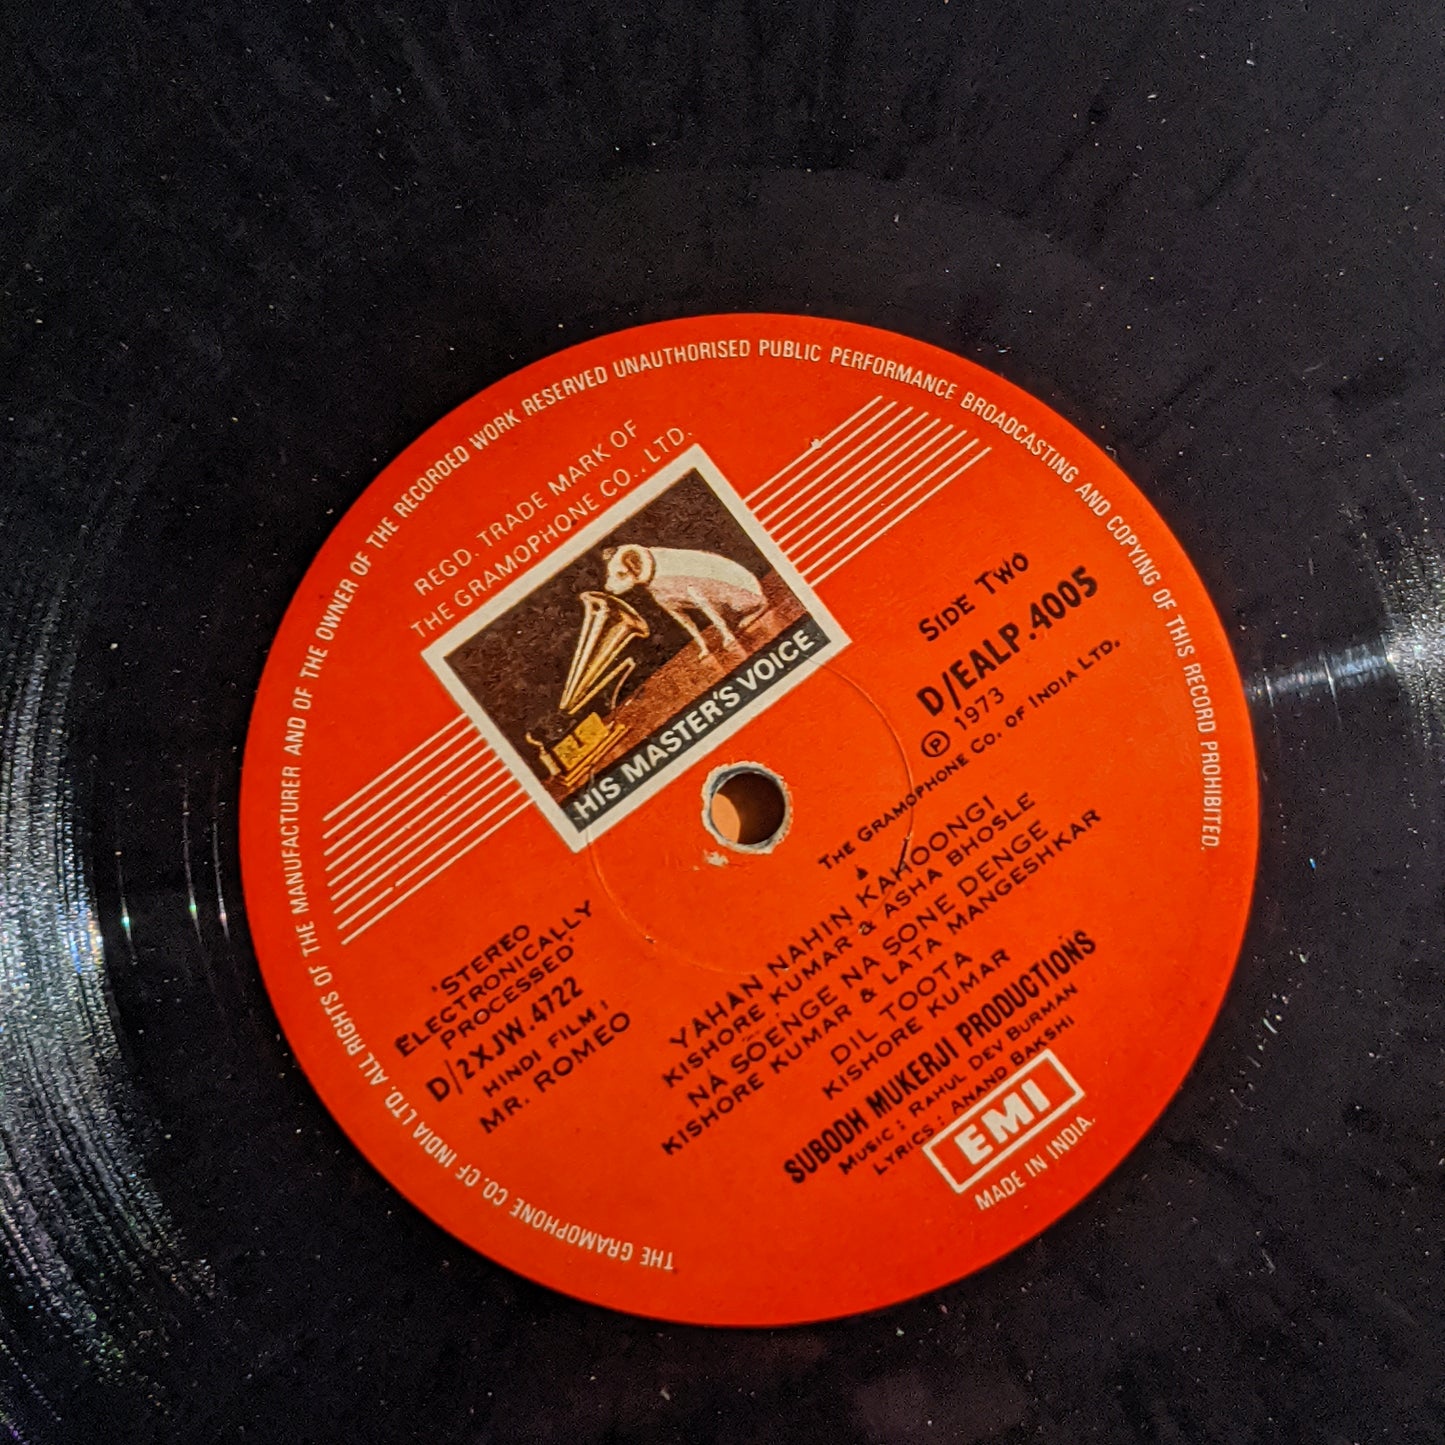 THE GRAMOPHONE CO. OF INDIA LTD. ALL RIGHTS OF THE MANUFACTURER AND OF THE OWNER OF THE RECORDED WORK RESERVED UNAUTHORISED PUBLIC PERFORMANCE BROADCASTING AND COPYING OF THIS RECORD PROHIBITED.
REGD. TRADE MARK OF
THE GRAMOPHONE CO., LTD.
HIS MASTER'S VOICE
SIDE TWO
D/EALP.4005
℗ 1973
THE GRAMOPHONE CO. OF INDIA LTD.
'STEREO
ELECTRONICALLY
PROCESSED'
D/2XJW.4722
HINDI FILM:
MR. ROMEO
YAHAN NAHIN KAHOONGI
KISHORE KUMAR & ASHA BHOSLE
NA SOENGE NA SONE DENGE
KISHORE KUMAR & LATA MANGESHKAR
DIL TOOTA
KISHORE KUMAR
SUBODH MUKERJI PRODUCTIONS
MUSIC: RAHUL DEV BURMAN
LYRICS: ANAND BAKSHI
EMI
MADE IN INDIA.